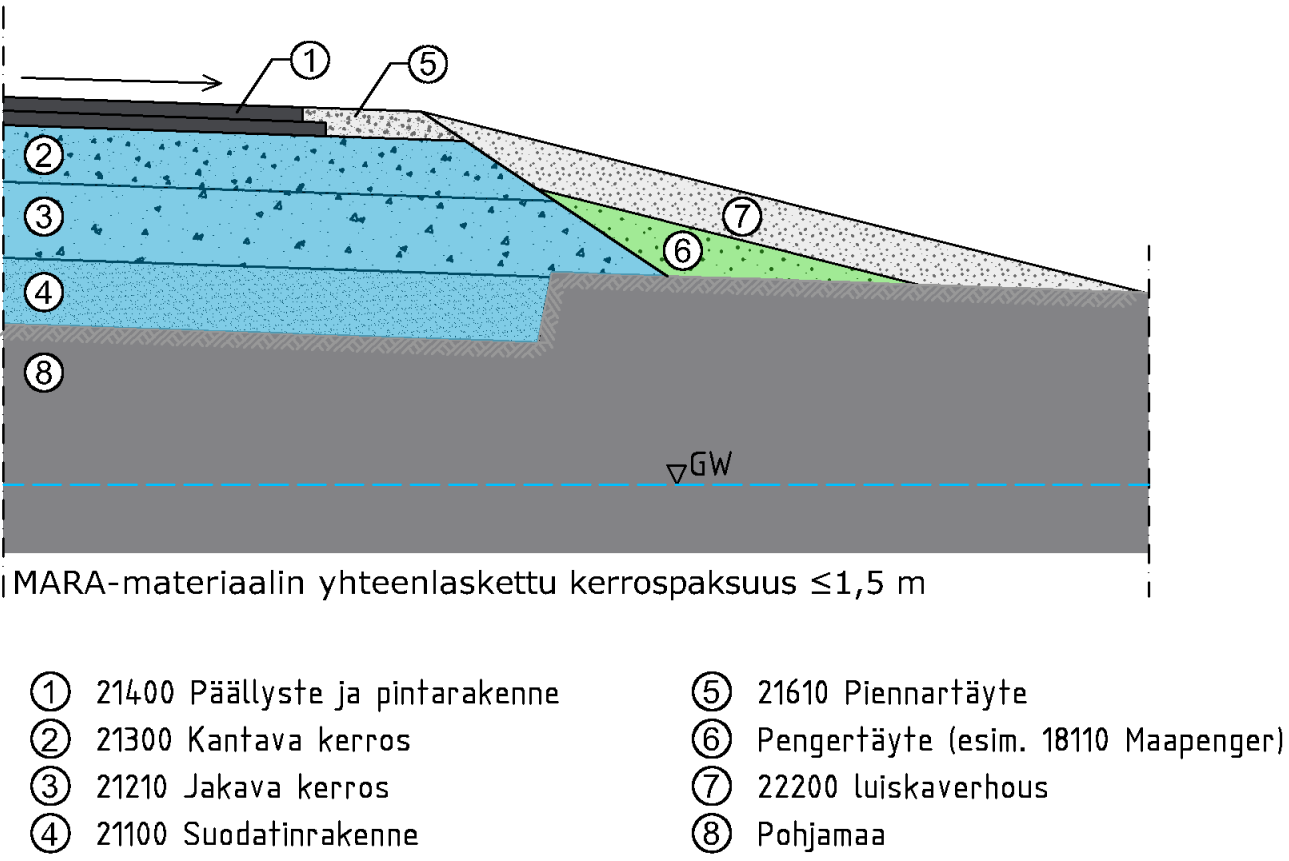 1
5
2
3
7
6
4
8
▽GW
MARA-materiaalin yhteenlaskettu kerrospaksuus ≤1,5 m
1 21400 Päällyste ja pintarakenne
2 21300 Kantava kerros
3 21210 Jakava kerros
4 21100 Suodatinrakenne
5 21610 Piennartäyte
6 Pengertäyte (esim. 18110 Maapenger)
7 22200 luiskaverhous
8 Pohjamaa